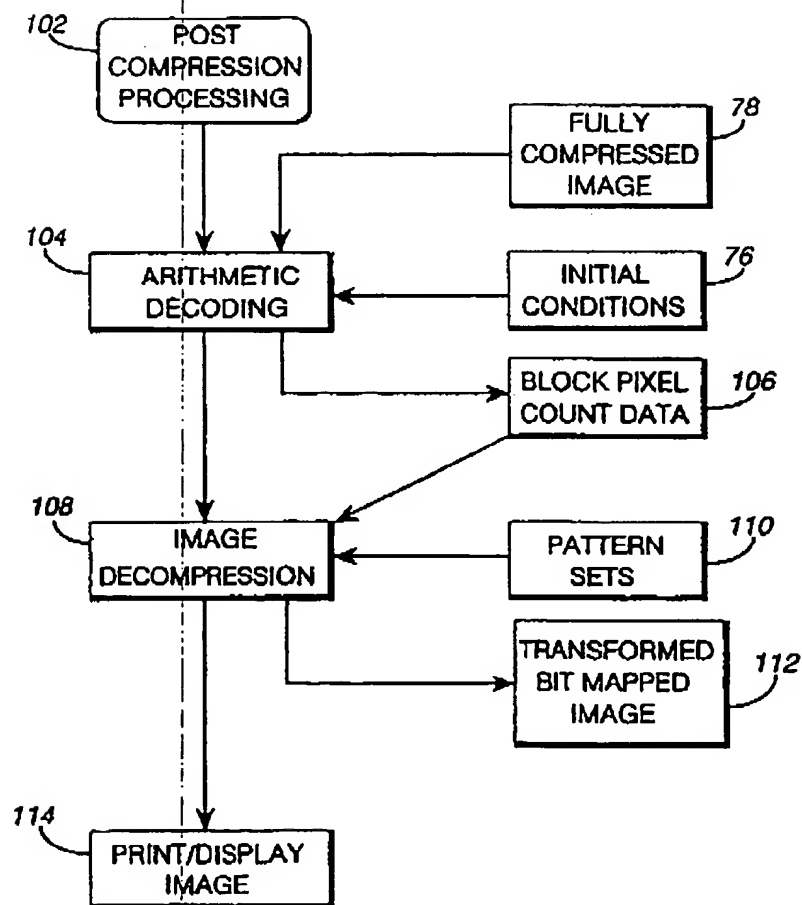 102
POST
COMPRESSION
PROCESSING
78
FULLY
COMPRESSED
IMAGE
104
ARITHMETIC
DECODING
76
INITIAL
CONDITIONS
BLOCK PIXEL
COUNT DATA
106
108
IMAGE
DECOMPRESSION
PATTERN
SETS
110
TRANSFORMED
BIT MAPPED
IMAGE
112
114
PRINT/DISPLAY
IMAGE